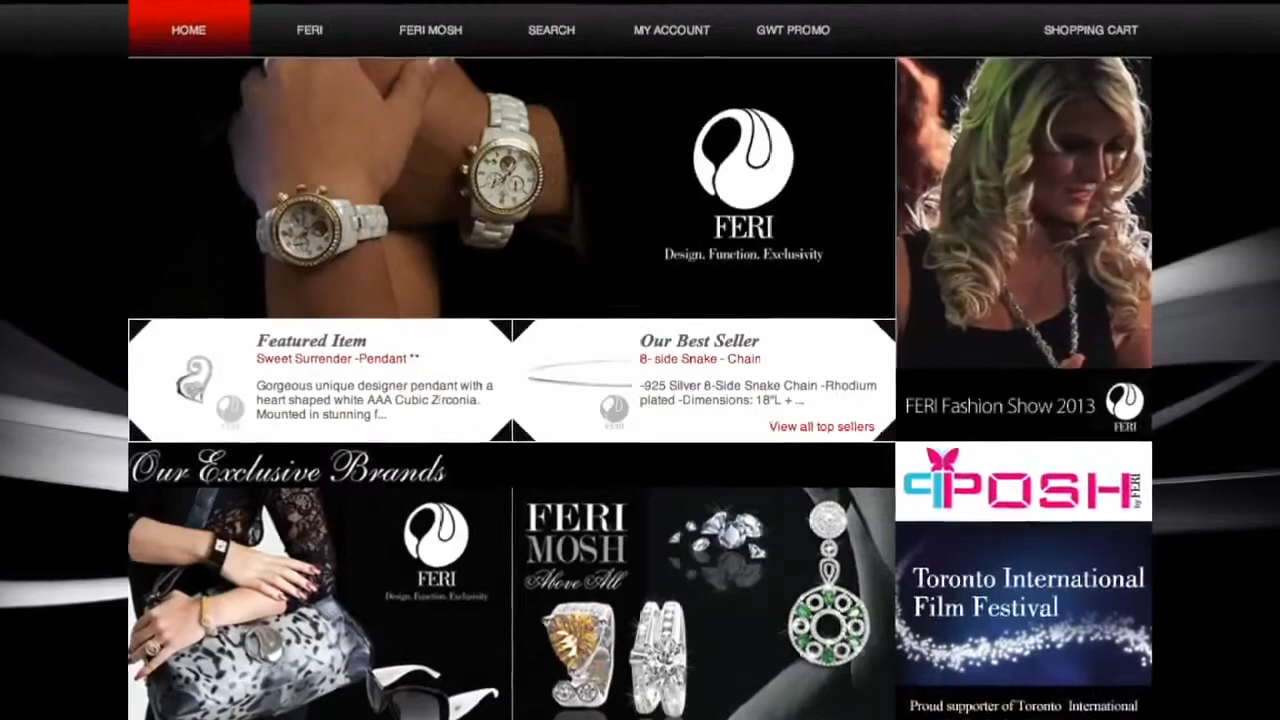 HOME
FERI
FERI MOSH
SEARCH
MY ACCOUNT
GWT PROMO
SHOPPING CART
FERI
Design. Function. Exclusivity
Featured Item
Sweet Surrender -Pendant **
Gorgeous unique designer pendant with a
heart shaped white AAA Cubic Zirconia.
Mounted in stunning f...
Our Best Seller
8- side Snake - Chain
-925 Silver 8-Side Snake Chain -Rhodium
plated -Dimensions: 18"L + ...
View all top sellers
FERI Fashion Show 2013
FERI
Our Exclusive Brands
FERI
Design. Function. Exclusivity
FERI
MOSH
Above All
POSH
by FERI
Toronto International
Film Festival
Proud supporter of Toronto International